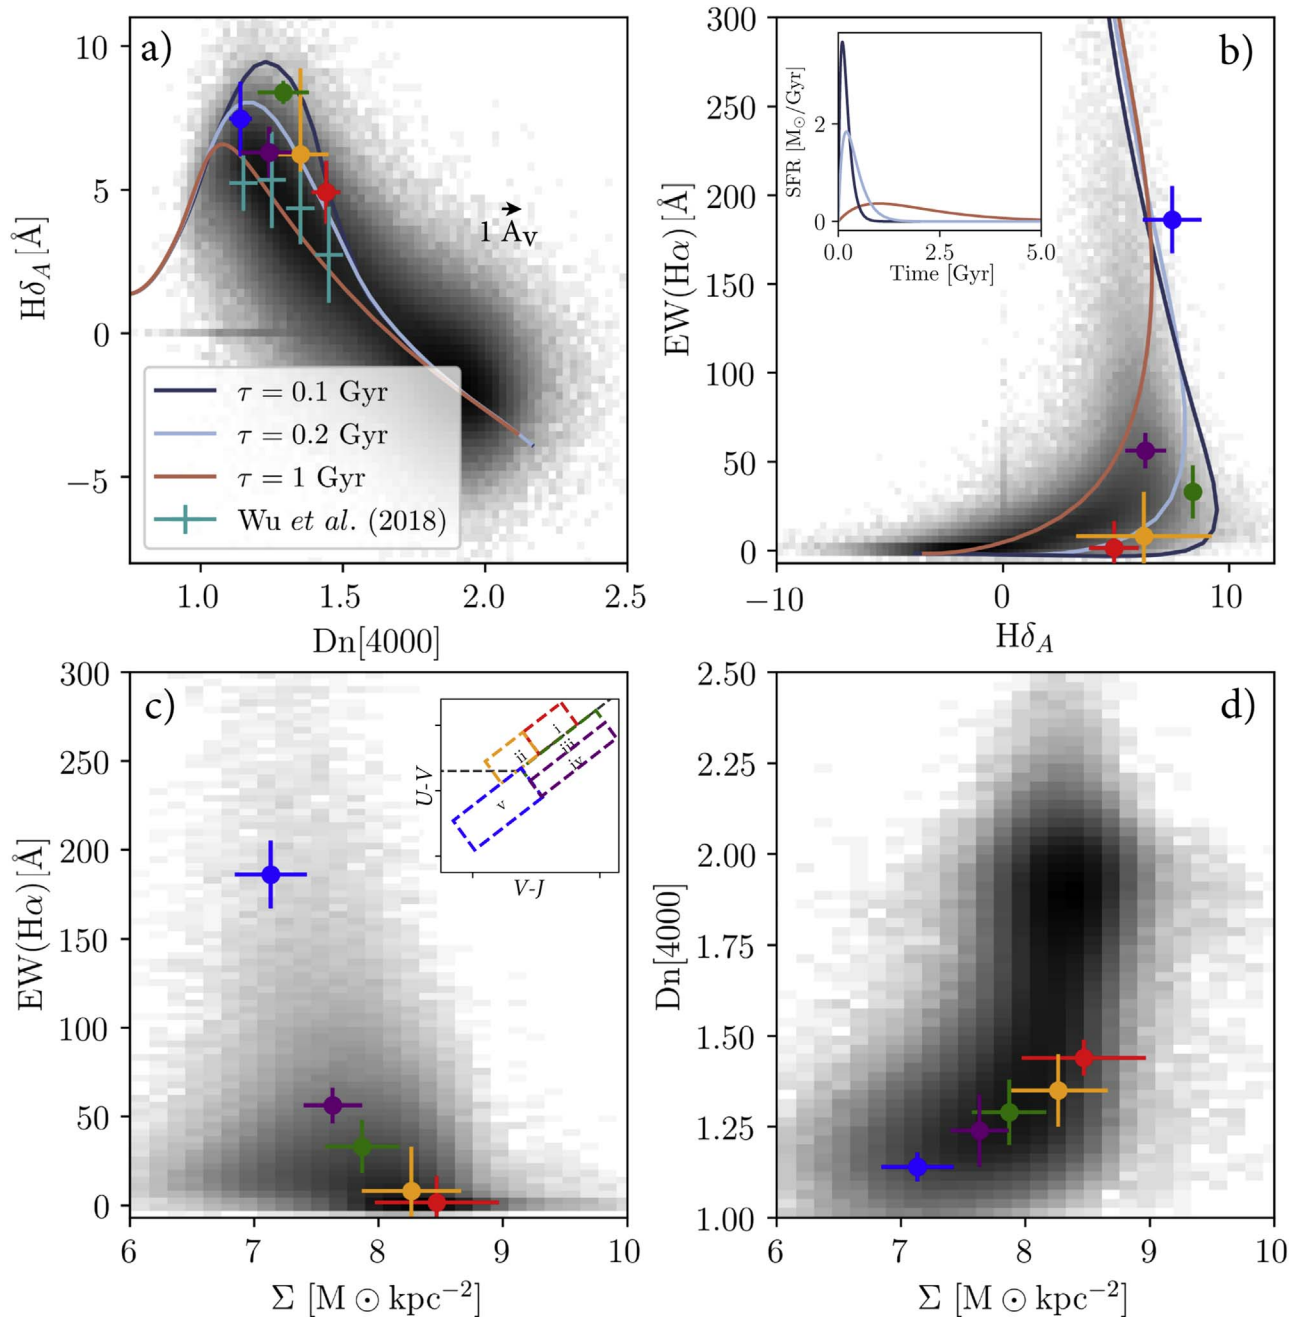 a)
10
5
0
−5
Hδ_A [Å]
1 A_V
τ = 0.1 Gyr
τ = 0.2 Gyr
τ = 1 Gyr
Wu et al. (2018)
1.0 1.5 2.0 2.5
Dn[4000]
b)
300
250
200
150
100
50
0
EW(Hα) [Å]
SFR [M⊙/Gyr]
2
0
0.0 2.5 5.0
Time [Gyr]
−10 0 10
Hδ_A
c)
300
250
200
150
100
50
0
EW(Hα) [Å]
U-V
i
ii
iii
iv
v
V-J
6 7 8 9 10
Σ [M ⊙ kpc⁻²]
d)
2.50
2.25
2.00
1.75
1.50
1.25
1.00
Dn[4000]
6 7 8 9 10
Σ [M ⊙ kpc⁻²]